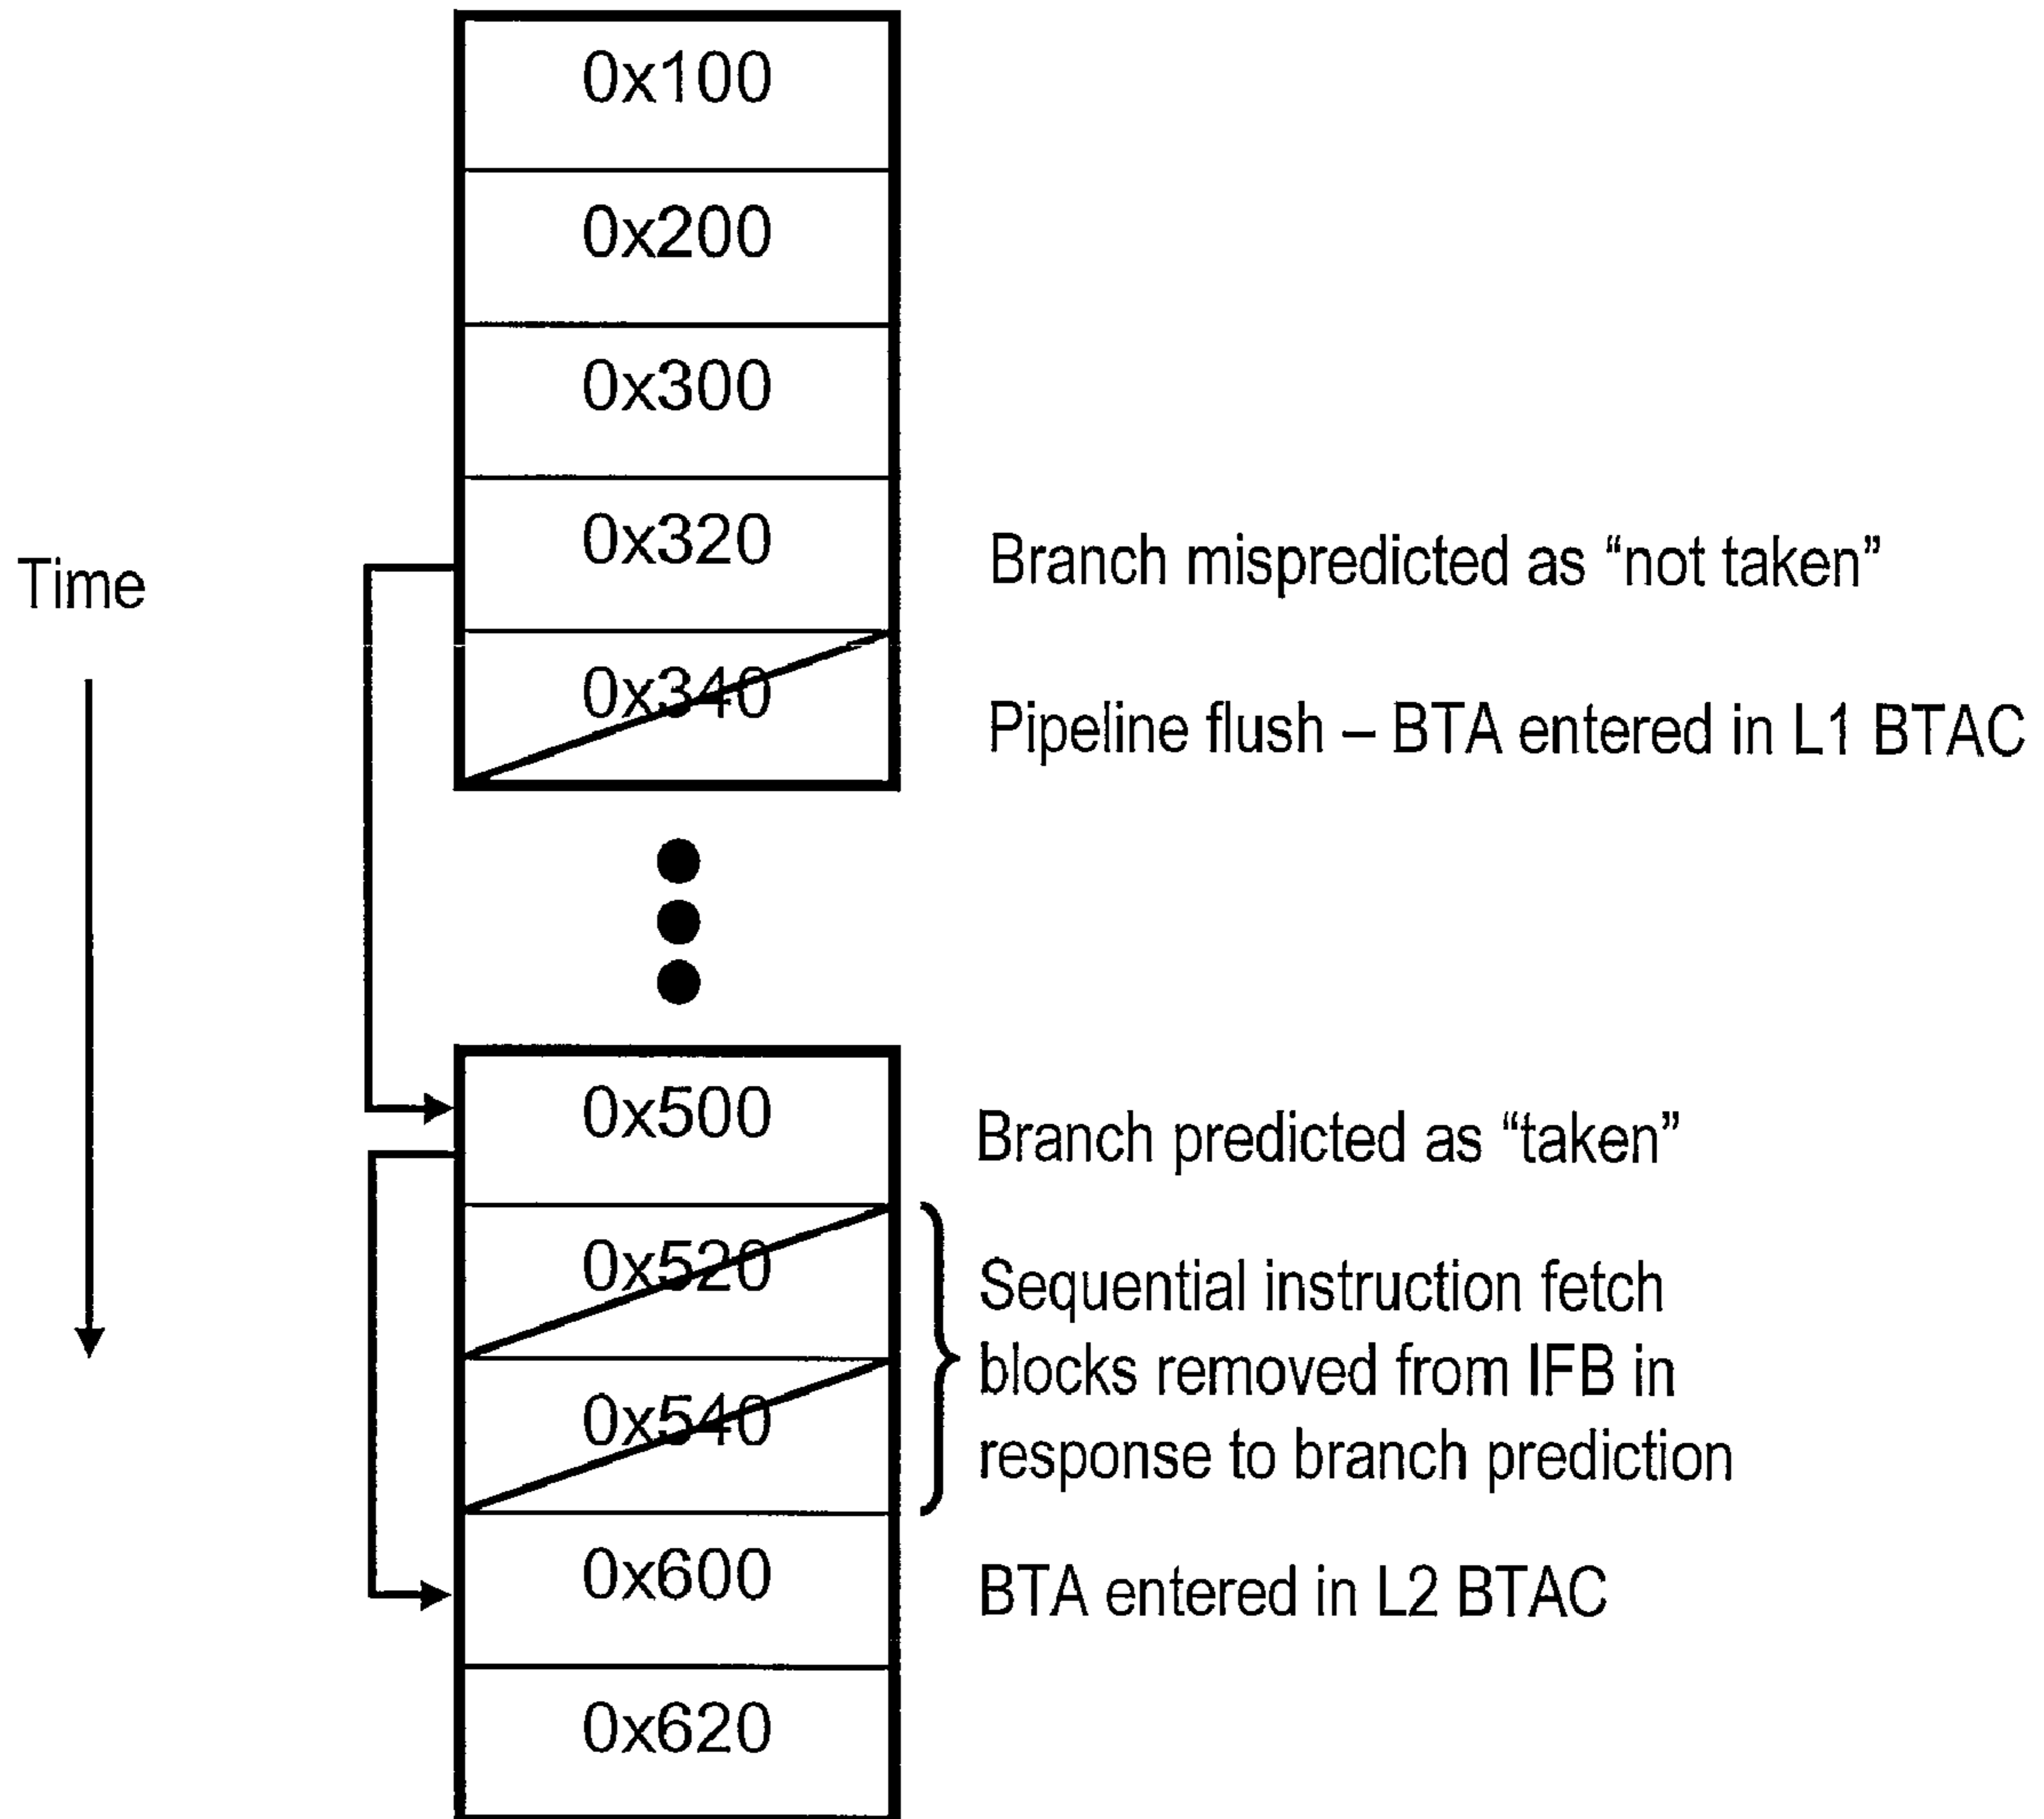 0x100
0x200
0x300
0x320
Branch mispredicted as “not taken”
Time
0x340
Pipeline flush – BTA entered in L1 BTAC
0x500
Branch predicted as “taken”
0x520
0x540
Sequential instruction fetch
blocks removed from IFB in
response to branch prediction
0x600
BTA entered in L2 BTAC
0x620